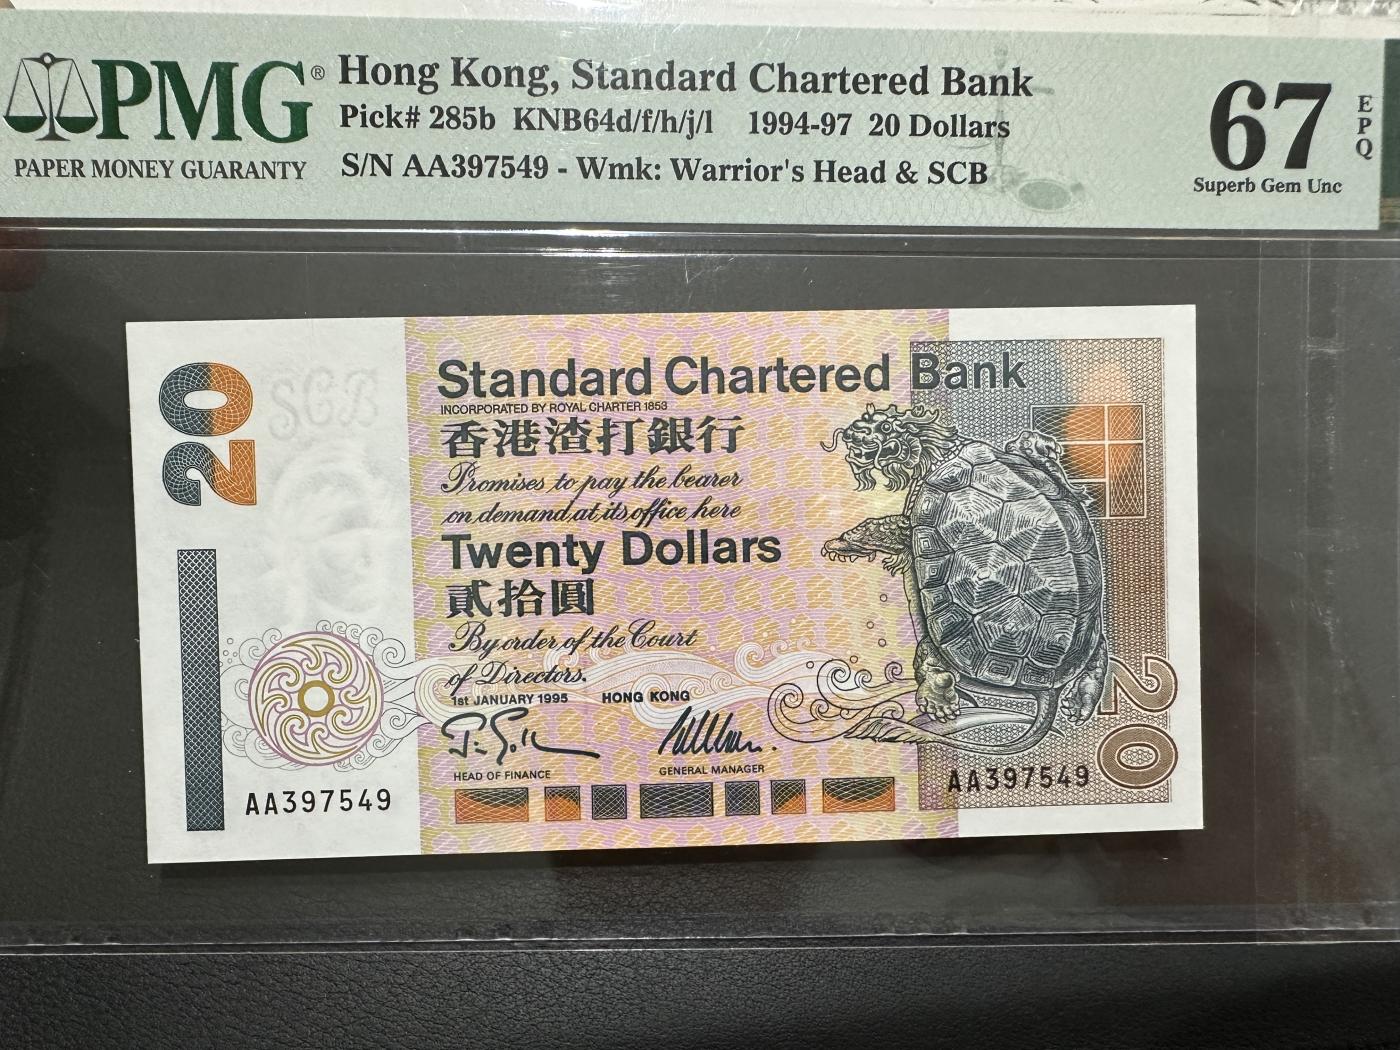 PMG®
PAPER MONEY GUARANTY
Hong Kong, Standard Chartered Bank
Pick# 285b KNB64d/f/h/j/l 1994-97 20 Dollars
S/N AA397549 - Wmk: Warrior's Head & SCB
67
EPQ
Superb Gem Unc
20
SCB
Standard Chartered Bank
INCORPORATED BY ROYAL CHARTER 1853
香港渣打銀行
Promises to pay the bearer
on demand at its office here
Twenty Dollars
貳拾圓
By order of the Court
of Directors.
1st JANUARY 1995 HONG KONG
HEAD OF FINANCE
GENERAL MANAGER
AA397549
AA397549
20